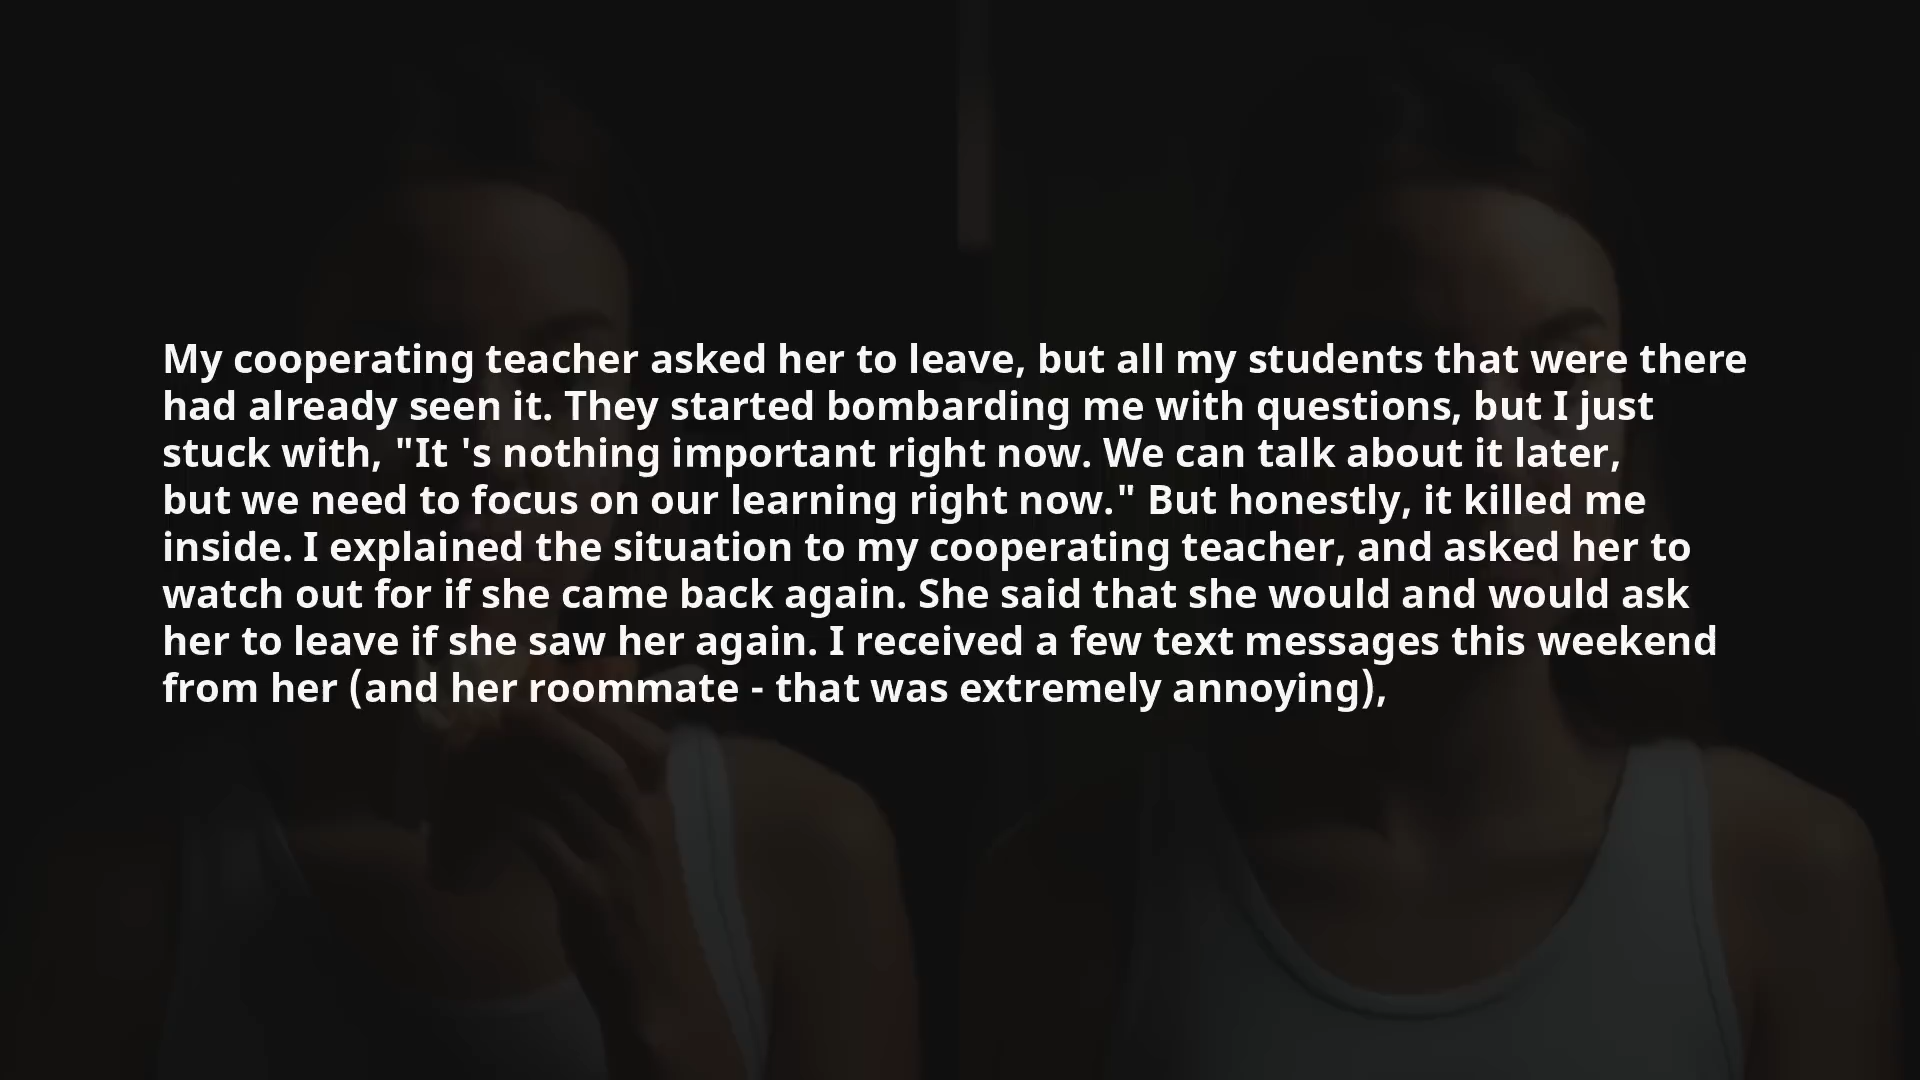 My cooperating teacher asked her to leave, but all my students that were there
had already seen it. They started bombarding me with questions, but I just
stuck with, "It 's nothing important right now. We can talk about it later,
but we need to focus on our learning right now." But honestly, it killed me
inside. I explained the situation to my cooperating teacher, and asked her to
watch out for if she came back again. She said that she would and would ask
her to leave if she saw her again. I received a few text messages this weekend
from her (and her roommate - that was extremely annoying),